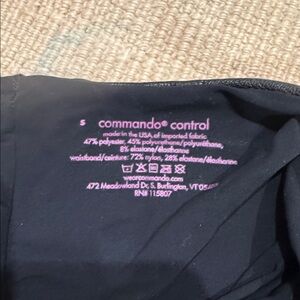 S commando® control
made in the USA of imported fabric
47% polyester, 45% polyurethane/polyuréthane,
8% elastane/élasthanne
waistband/ceinture: 72% nylon, 28% elastane/élasthanne
wearcommando.com
472 Meadowland Dr, S. Burlington, VT
RN# 115807